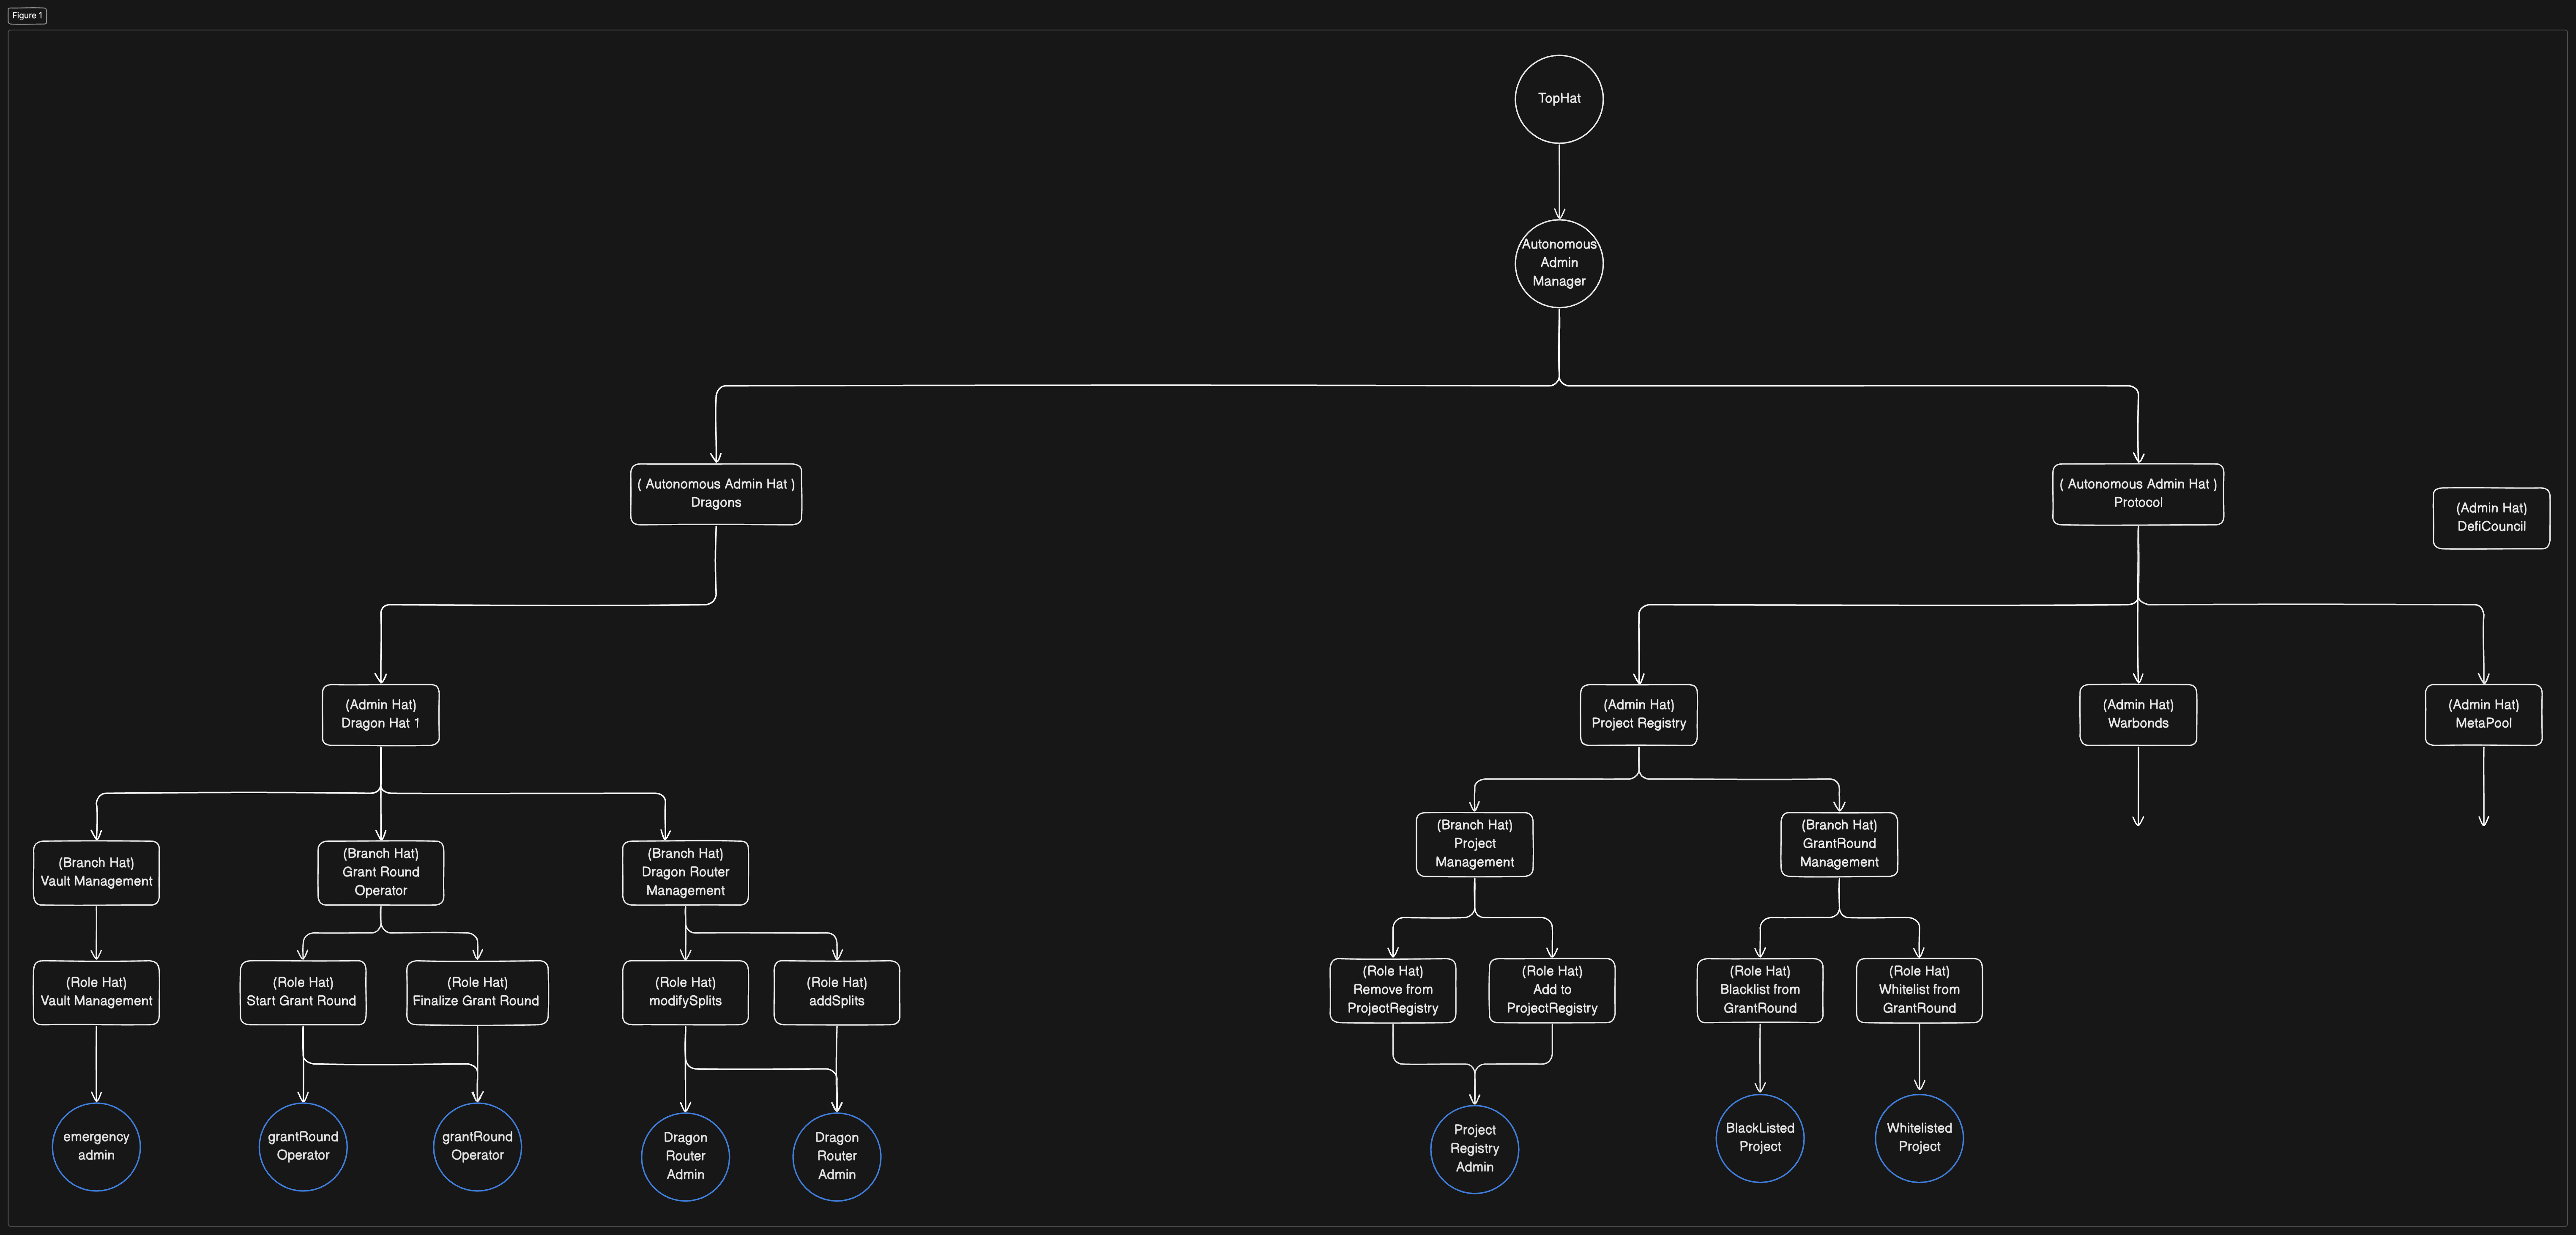 Figure 1
TopHat
Autonomous
Admin
Manager
( Autonomous Admin Hat )
Dragons
( Autonomous Admin Hat )
Protocol
(Admin Hat)
DefiCouncil
(Admin Hat)
Dragon Hat 1
(Admin Hat)
Project Registry
(Admin Hat)
Warbonds
(Admin Hat)
MetaPool
(Branch Hat)
Vault Management
(Branch Hat)
Grant Round
Operator
(Branch Hat)
Dragon Router
Management
(Branch Hat)
Project
Management
(Branch Hat)
GrantRound
Management
(Role Hat)
Vault Management
(Role Hat)
Start Grant Round
(Role Hat)
Finalize Grant Round
(Role Hat)
modifySplits
(Role Hat)
addSplits
(Role Hat)
Remove from
ProjectRegistry
(Role Hat)
Add to
ProjectRegistry
(Role Hat)
Blacklist from
GrantRound
(Role Hat)
Whitelist from
GrantRound
emergency
admin
grantRound
Operator
grantRound
Operator
Dragon
Router
Admin
Dragon
Router
Admin
Project
Registry
Admin
BlackListed
Project
Whitelisted
Project